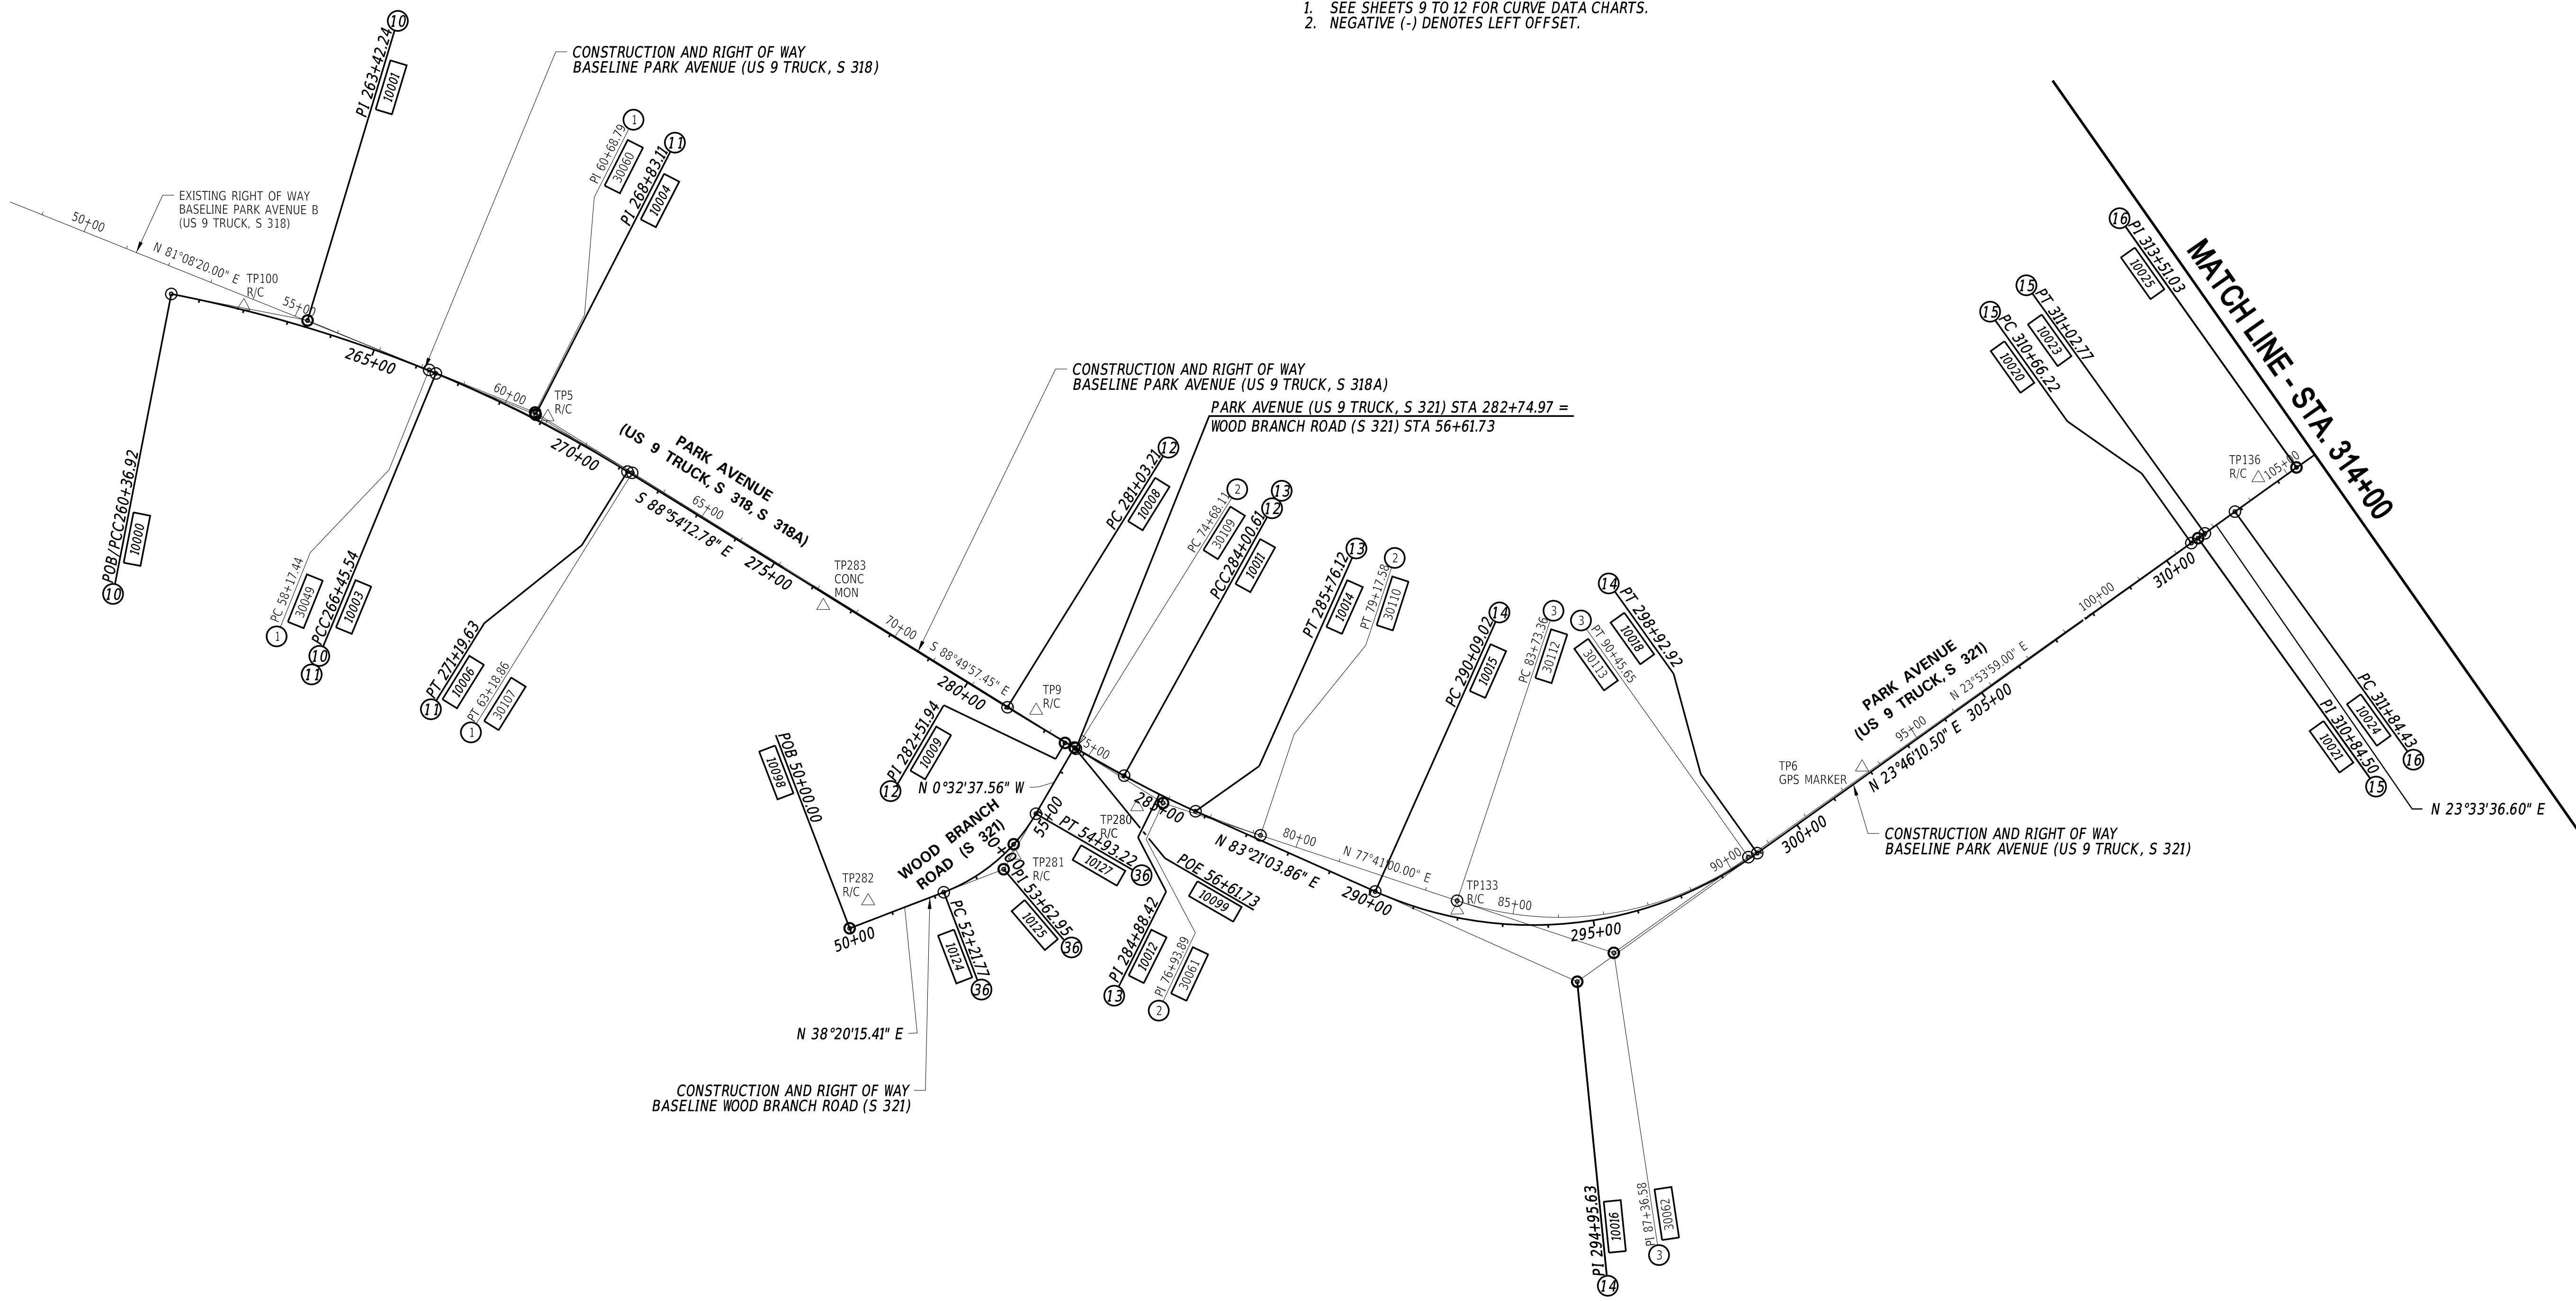 1. SEE SHEETS 9 TO 12 FOR CURVE DATA CHARTS.
2. NEGATIVE (-) DENOTES LEFT OFFSET.
10
PI 263+42.24
10001
CONSTRUCTION AND RIGHT OF WAY
BASELINE PARK AVENUE (US 9 TRUCK, S 318)
1
PI 60+68.79
30060
11
PI 268+83.11
10004
EXISTING RIGHT OF WAY
BASELINE PARK AVENUE B
(US 9 TRUCK, S 318)
50+00
N 81°08'20.00" E
TP100
R/C
55+00
265+00
60+00
TP5
R/C
270+00
PARK AVENUE
(US 9 TRUCK, S 318, S 318A)
S 88°54'12.78" E
65+00
275+00
POB/PCC260+36.92
10000
10
PC 58+17.44
30049
1
PCC266+45.54
10003
10
11
PT 271+19.63
10006
11
PT 63+18.86
30107
1
TP283
CONC
MON
70+00
CONSTRUCTION AND RIGHT OF WAY
BASELINE PARK AVENUE (US 9 TRUCK, S 318A)
PARK AVENUE (US 9 TRUCK, S 321) STA 282+74.97 =
WOOD BRANCH ROAD (S 321) STA 56+61.73
S 88°49'57.45" E
280+00
TP9
R/C
12
PC 281+03.21
10008
2
PC 74+68.11
30109
13
12
PCC284+00.61
10011
13
PT 285+76.12
10014
2
PT 79+17.58
30110
75+00
PI 282+51.94
10009
12
N 0°32'37.56" W
POB 50+00.00
10098
WOOD BRANCH
ROAD (S 321)
50+00
55+00
TP280
R/C
285+00
PT 54+93.22
10127
36
TP281
R/C
TP282
R/C
PI 53+62.95
10125
36
PC 52+21.77
10124
36
50+00
POE 56+61.73
10099
PI 284+88.42
10012
13
PI 76+93.89
30061
2
N 38°20'15.41" E
CONSTRUCTION AND RIGHT OF WAY
BASELINE WOOD BRANCH ROAD (S 321)
N 83°21'03.86" E
80+00
N 77°41'00.00" E
290+00
14
PC 290+09.02
10015
3
PC 83+73.36
30112
3
PT 90+45.65
30113
14
PT 298+92.92
10018
TP133
R/C
85+00
295+00
90+00
300+00
PI 294+95.63
10016
14
PI 87+36.58
30062
3
TP6
GPS MARKER
PARK AVENUE
(US 9 TRUCK, S 321)
95+00
N 23°53'59.00" E
N 23°46'10.50" E
305+00
100+00
310+00
CONSTRUCTION AND RIGHT OF WAY
BASELINE PARK AVENUE (US 9 TRUCK, S 321)
16
PI 313+51.03
10025
15
PT 311+02.77
10023
15
PC 310+66.22
10020
MATCH LINE - STA. 314+00
TP136
R/C
105+00
PC 311+84.43
10024
16
PI 310+84.50
10021
15
N 23°33'36.60" E